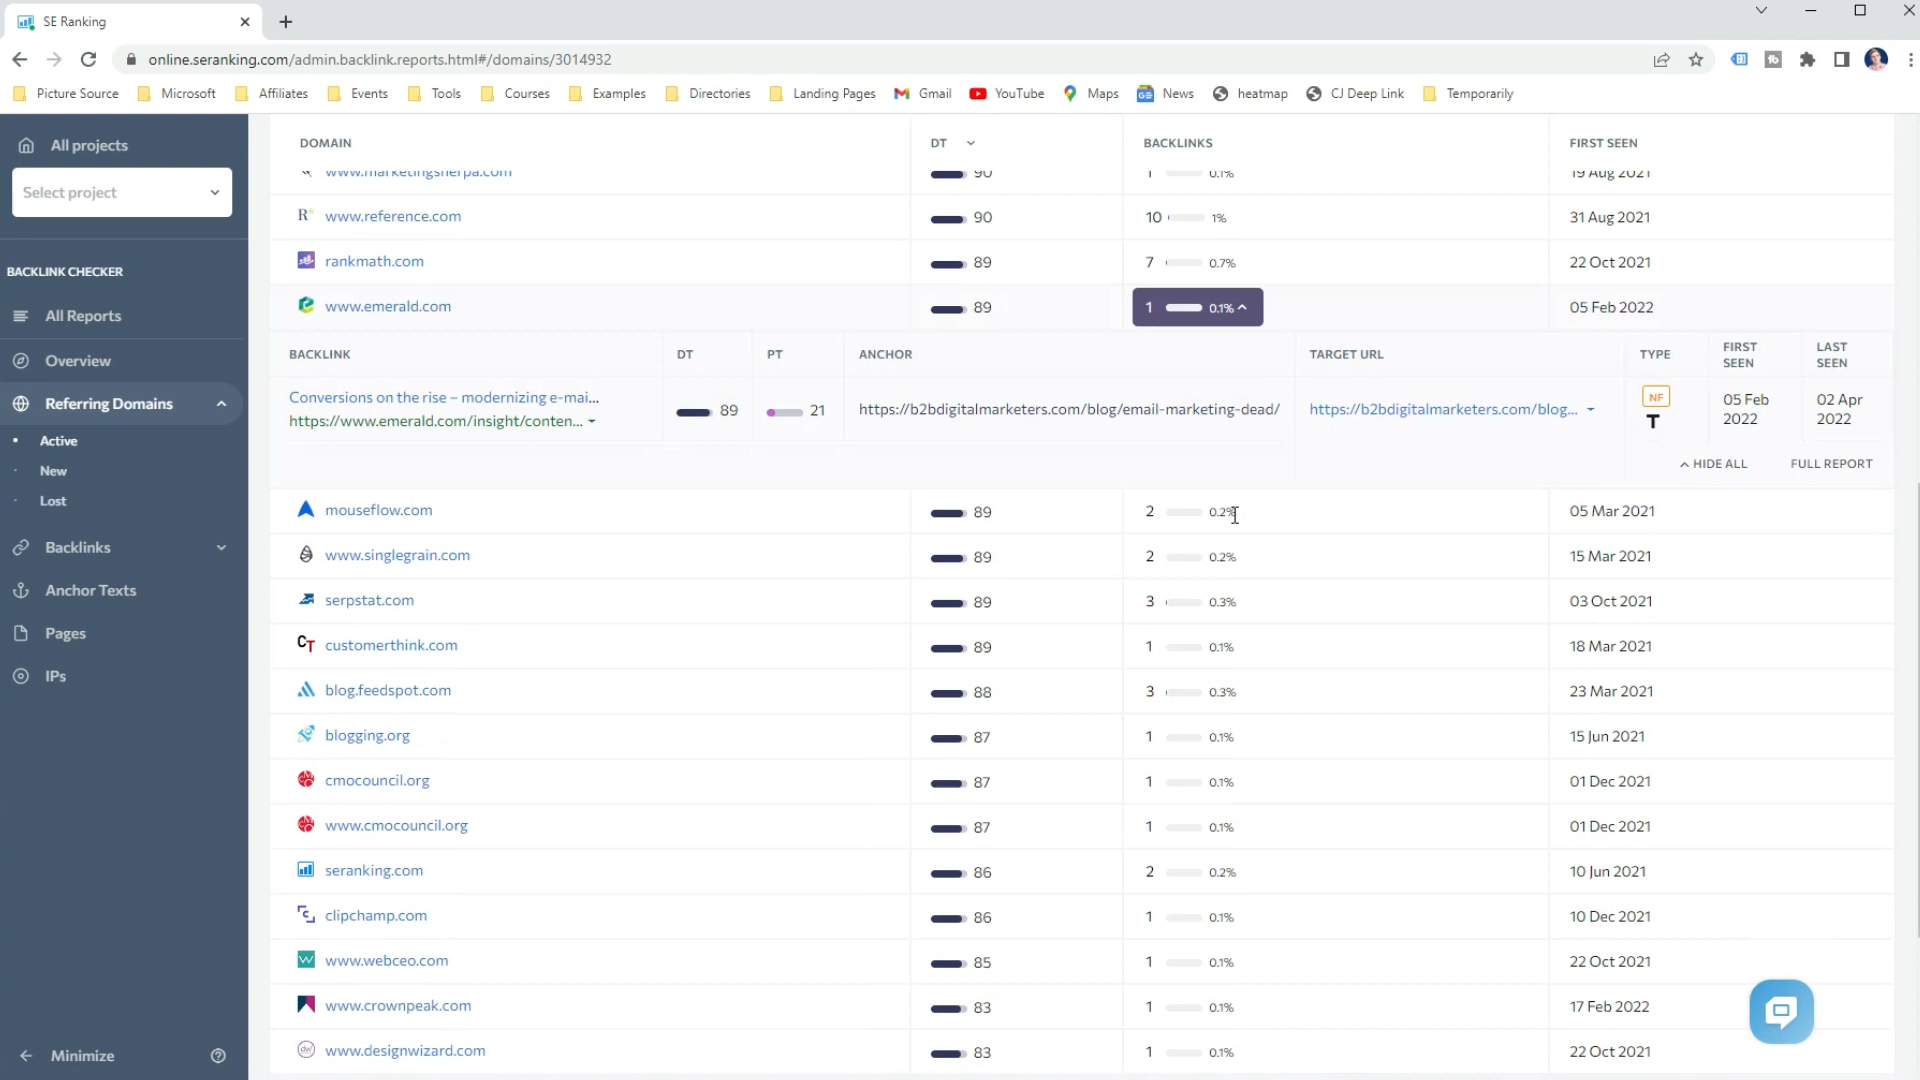 SE Ranking
online.seranking.com/admin.backlink.reports.html#/domains/3014932
Picture Source Microsoft Affiliates Events Tools Courses Examples Directories Landing Pages Gmail YouTube Maps News heatmap CJ Deep Link Temporarily
All projects
Select project
BACKLINK CHECKER
All Reports
Overview
Referring Domains
Active
New
Lost
Backlinks
Anchor Texts
Pages
IPs
Minimize
DOMAIN DT BACKLINKS FIRST SEEN
www.marketingsherpa.com 90 1 0.1% 19 Aug 2021
www.reference.com 90 10 1% 31 Aug 2021
rankmath.com 89 7 0.7% 22 Oct 2021
www.emerald.com 89 1 0.1% 05 Feb 2022
BACKLINK DT PT ANCHOR TARGET URL TYPE FIRST SEEN LAST SEEN
Conversions on the rise – modernizing e-mai...
https://www.emerald.com/insight/conten... 89 21 https://b2bdigitalmarketers.com/blog/email-marketing-dead/ https://b2bdigitalmarketers.com/blog... NF T 05 Feb 2022 02 Apr 2022
HIDE ALL FULL REPORT
mouseflow.com 89 2 0.2% 05 Mar 2021
www.singlegrain.com 89 2 0.2% 15 Mar 2021
serpstat.com 89 3 0.3% 03 Oct 2021
CT customerthink.com 89 1 0.1% 18 Mar 2021
blog.feedspot.com 88 3 0.3% 23 Mar 2021
blogging.org 87 1 0.1% 15 Jun 2021
cmocouncil.org 87 1 0.1% 01 Dec 2021
www.cmocouncil.org 87 1 0.1% 01 Dec 2021
seranking.com 86 2 0.2% 10 Jun 2021
clipchamp.com 86 1 0.1% 10 Dec 2021
www.webceo.com 85 1 0.1% 22 Oct 2021
www.crownpeak.com 83 1 0.1% 17 Feb 2022
www.designwizard.com 83 1 0.1% 22 Oct 2021